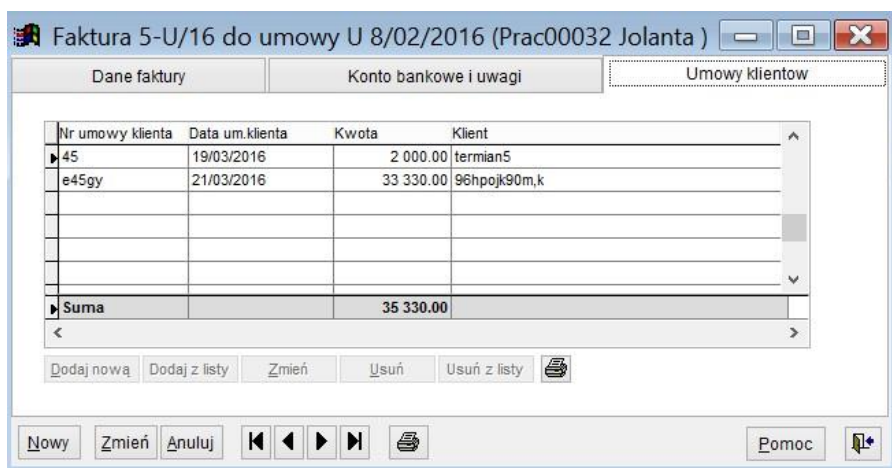 Faktura 5-U/16 do umowy U 8/02/2016 (Prac00032 Jolanta )
Dane faktury Konto bankowe i uwagi Umowy klientow
Nr umowy klienta Data um.klienta Kwota Klient
45 19/03/2016 2 000.00 termian5
e45gy 21/03/2016 33 330.00 96hpojk90m,k
Suma 35 330.00
Dodaj nową Dodaj z listy Zmień Usuń Usuń z listy
Nowy Zmień Anuluj Pomoc